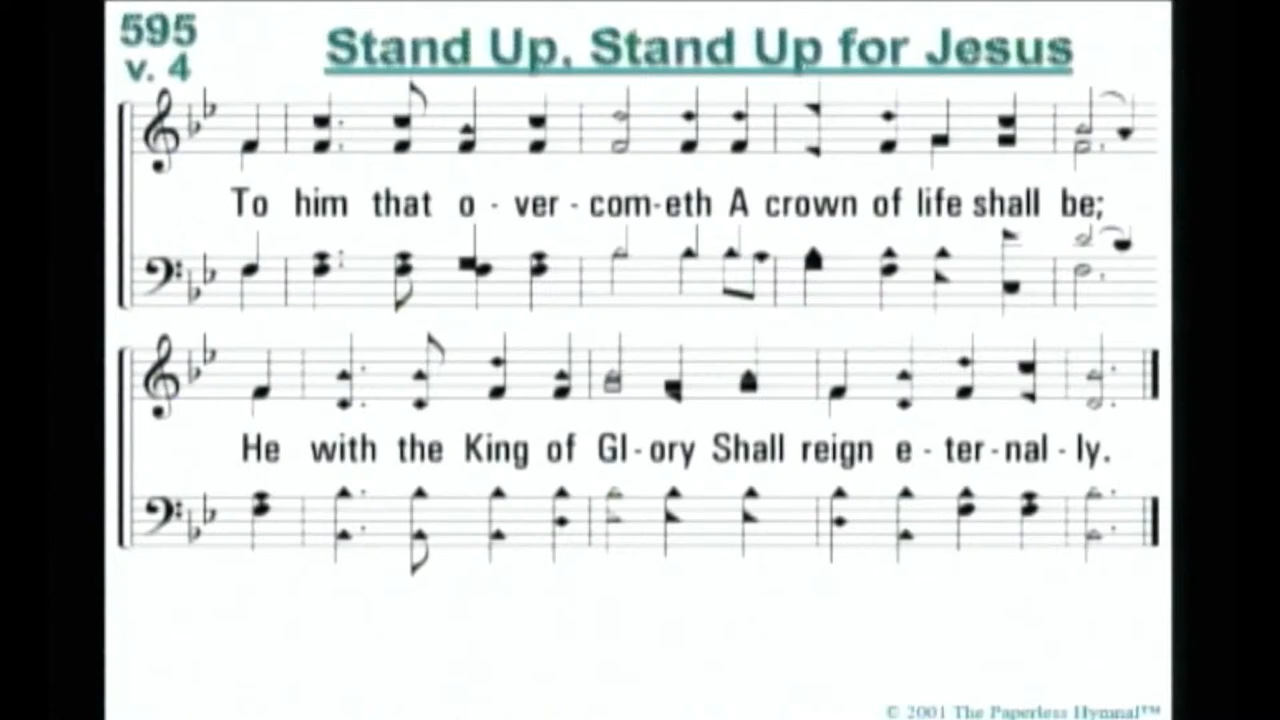 595
v. 4
Stand Up, Stand Up for Jesus
To him that o - ver - com-eth A crown of life shall be;
He with the King of Gl - ory Shall reign e - ter - nal - ly.
© 2001 The Paperless Hymnal™